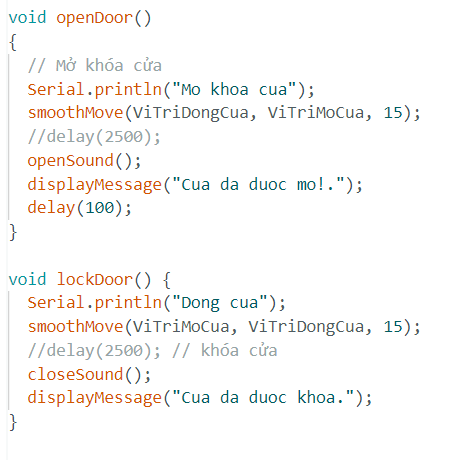 void openDoor()
{
  // Mở khóa cửa
  Serial.println("Mo khoa cua");
  smoothMove(ViTriDongCua, ViTriMoCua, 15);
  //delay(2500);
  openSound();
  displayMessage("Cua da duoc mo!.");
  delay(100);
}

void lockDoor() {
  Serial.println("Dong cua");
  smoothMove(ViTriMoCua, ViTriDongCua, 15);
  //delay(2500); // khóa cửa
  closeSound();
  displayMessage("Cua da duoc khoa.");
}